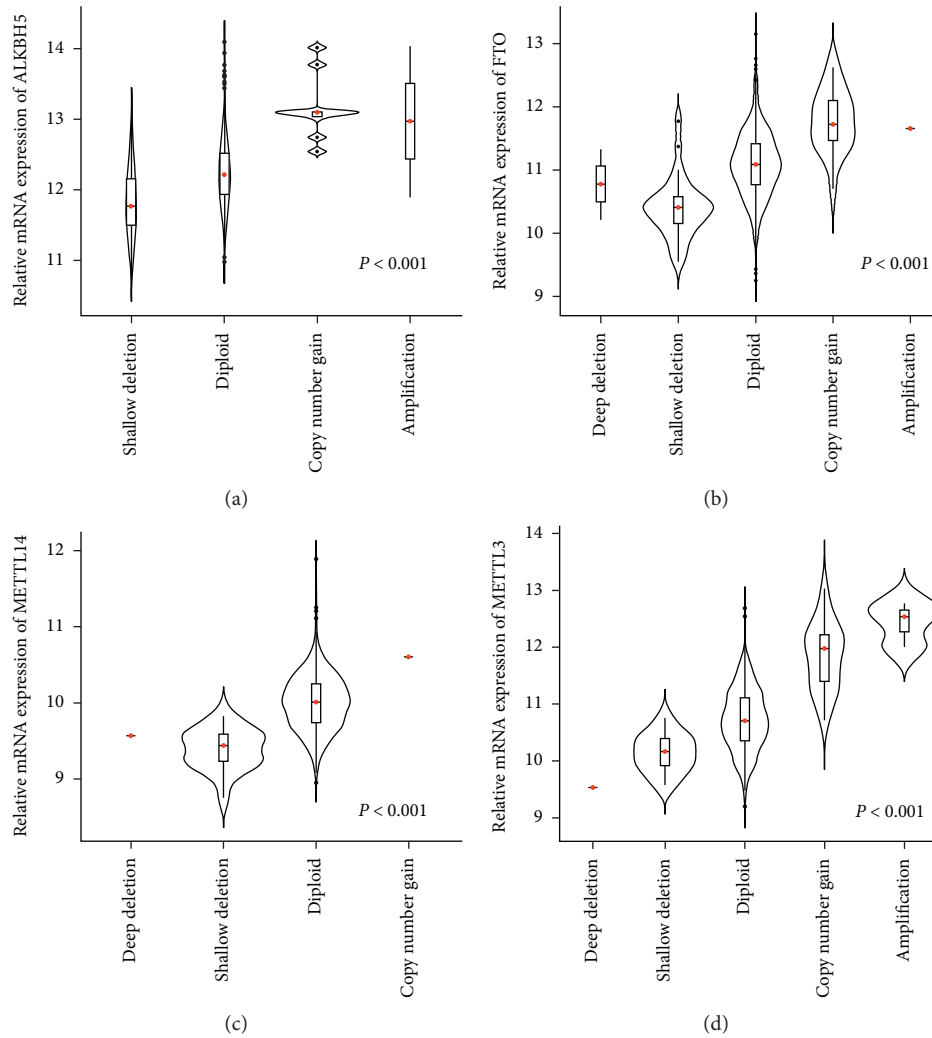 Relative mRNA expression of ALKBH5
14
13
12
11
P < 0.001
Shallow deletion
Diploid
Copy number gain
Amplification
(a)
Relative mRNA expression of FTO
13
12
11
10
9
P < 0.001
Deep deletion
Shallow deletion
Diploid
Copy number gain
Amplification
(b)
Relative mRNA expression of METTL14
12
11
10
9
P < 0.001
Deep deletion
Shallow deletion
Diploid
Copy number gain
(c)
Relative mRNA expression of METTL3
14
13
12
11
10
9
P < 0.001
Deep deletion
Shallow deletion
Diploid
Copy number gain
Amplification
(d)